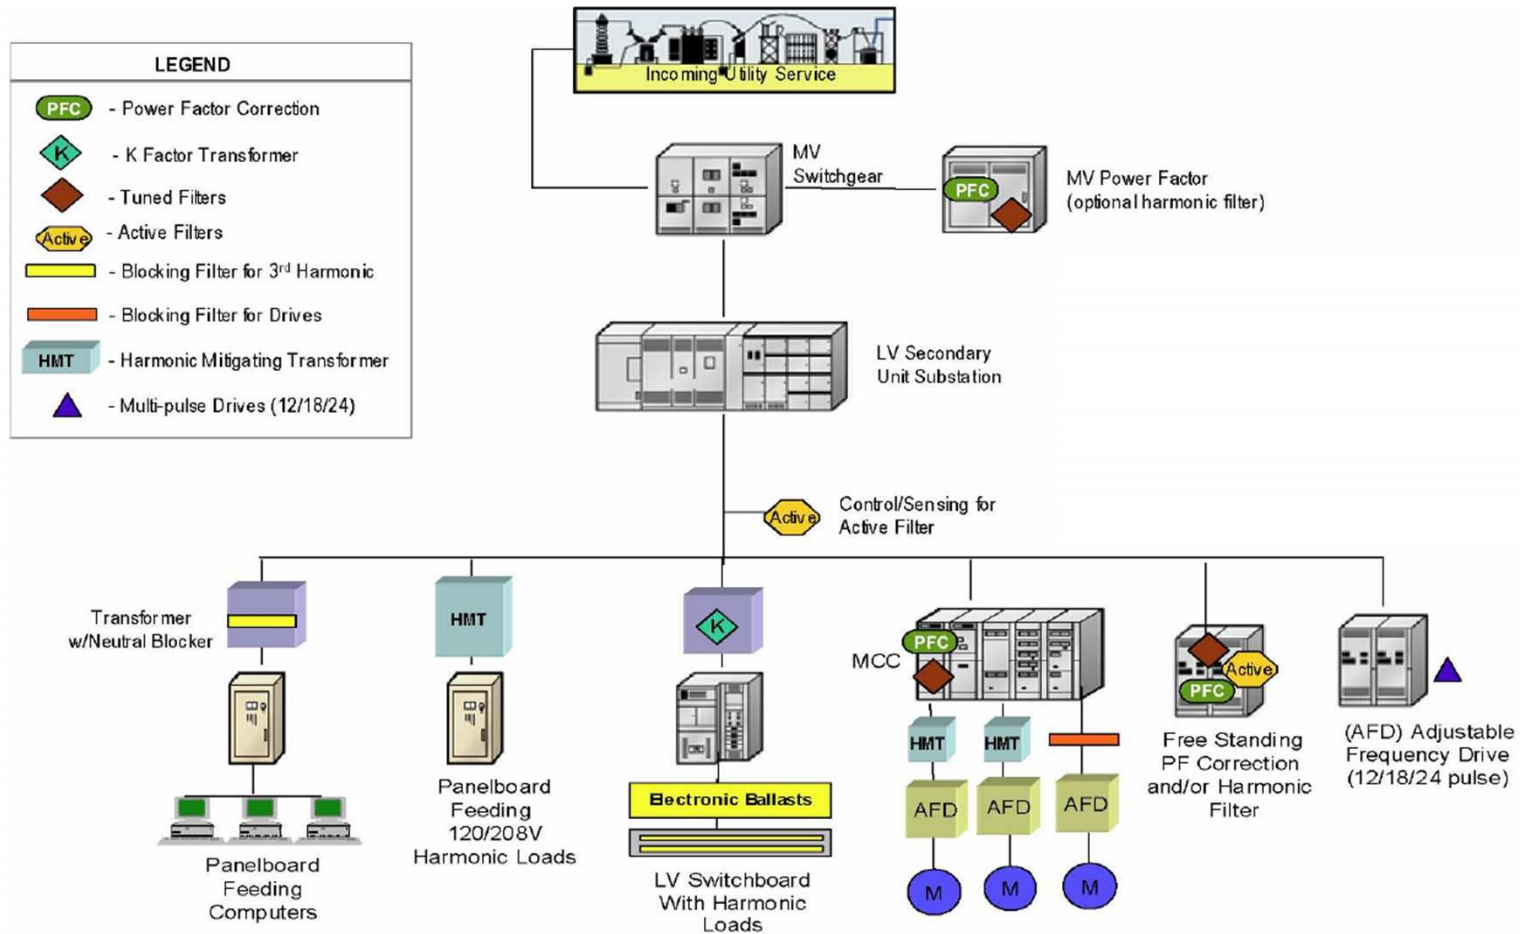 Incoming Utility Service
LEGEND
PFC - Power Factor Correction
K - K Factor Transformer
- Tuned Filters
Active - Active Filters
- Blocking Filter for 3rd Harmonic
- Blocking Filter for Drives
HMT - Harmonic Mitigating Transformer
- Multi-pulse Drives (12/18/24)
MV
Switchgear
PFC
MV Power Factor
(optional harmonic filter)
LV Secondary
Unit Substation
Active
Control/Sensing for
Active Filter
Transformer
w/Neutral Blocker
HMT
K
MCC
PFC
Active
PFC
HMT
HMT
AFD
AFD
AFD
M
M
M
Panelboard
Feeding
Computers
Panelboard
Feeding
120/208V
Harmonic Loads
Electronic Ballasts
LV Switchboard
With Harmonic
Loads
Free Standing
PF Correction
and/or Harmonic
Filter
(AFD) Adjustable
Frequency Drive
(12/18/24 pulse)